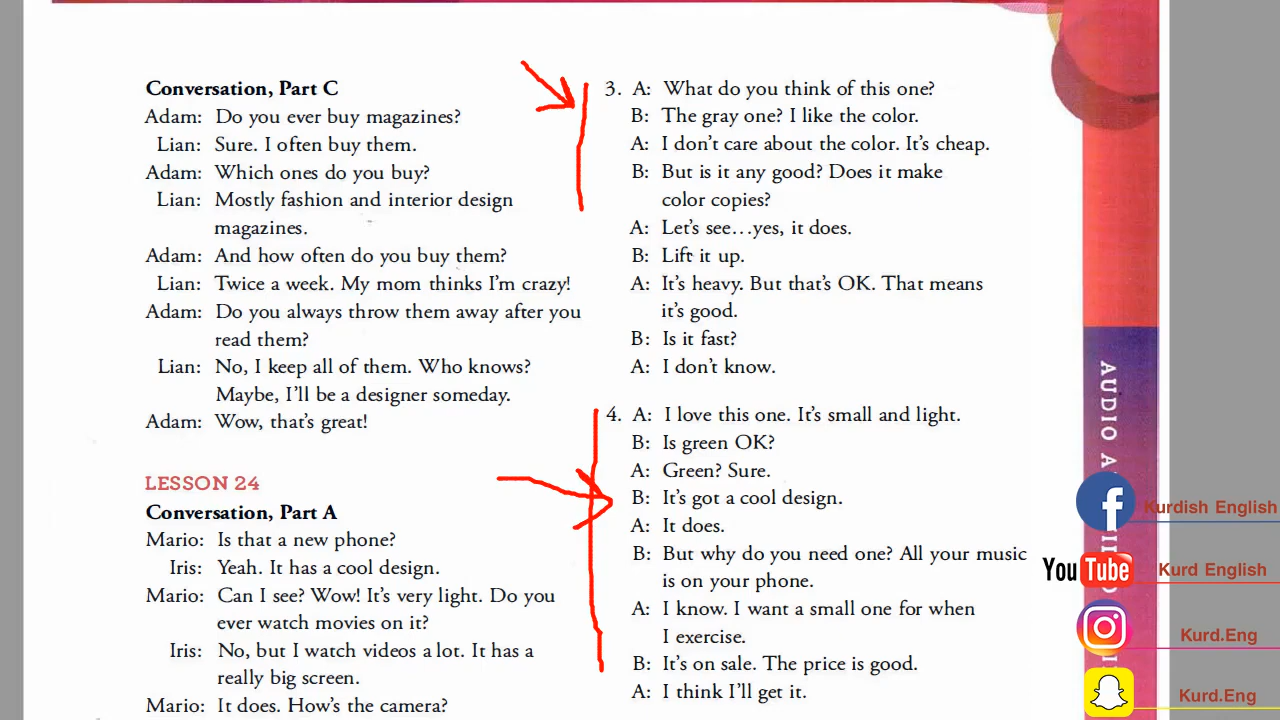 Conversation, Part C
Adam: Do you ever buy magazines?
Lian: Sure. I often buy them.
Adam: Which ones do you buy?
Lian: Mostly fashion and interior design
magazines.
Adam: And how often do you buy them?
Lian: Twice a week. My mom thinks I'm crazy!
Adam: Do you always throw them away after you
read them?
Lian: No, I keep all of them. Who knows?
Maybe, I'll be a designer someday.
Adam: Wow, that's great!
LESSON 24
Conversation, Part A
Mario: Is that a new phone?
Iris: Yeah. It has a cool design.
Mario: Can I see? Wow! It's very light. Do you
ever watch movies on it?
Iris: No, but I watch videos a lot. It has a
really big screen.
Mario: It does. How's the camera?
3. A: What do you think of this one?
B: The gray one? I like the color.
A: I don't care about the color. It's cheap.
B: But is it any good? Does it make
color copies?
A: Let's see…yes, it does.
B: Lift it up.
A: It's heavy. But that's OK. That means
it's good.
B: Is it fast?
A: I don't know.
4. A: I love this one. It's small and light.
B: Is green OK?
A: Green? Sure.
B: It's got a cool design.
A: It does.
B: But why do you need one? All your music
is on your phone.
A: I know. I want a small one for when
I exercise.
B: It's on sale. The price is good.
A: I think I'll get it.
AUDIO
Kurdish English
YouTube Kurd English
Kurd.Eng
Kurd.Eng